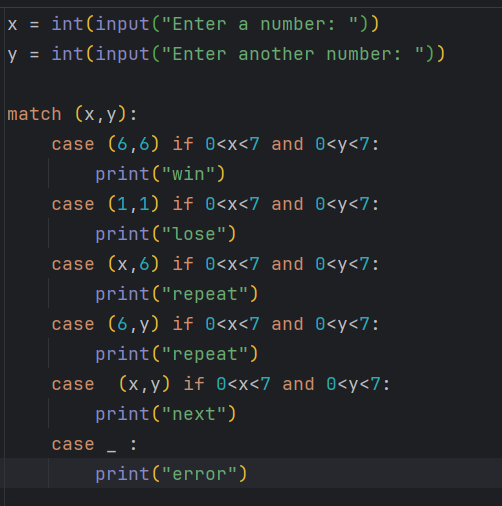 x = int(input("Enter a number: "))
y = int(input("Enter another number: "))
match (x,y):
    case (6,6) if 0<x<7 and 0<y<7:
        print("win")
    case (1,1) if 0<x<7 and 0<y<7:
        print("lose")
    case (x,6) if 0<x<7 and 0<y<7:
        print("repeat")
    case (6,y) if 0<x<7 and 0<y<7:
        print("repeat")
    case  (x,y) if 0<x<7 and 0<y<7:
        print("next")
    case _ :
        print("error")